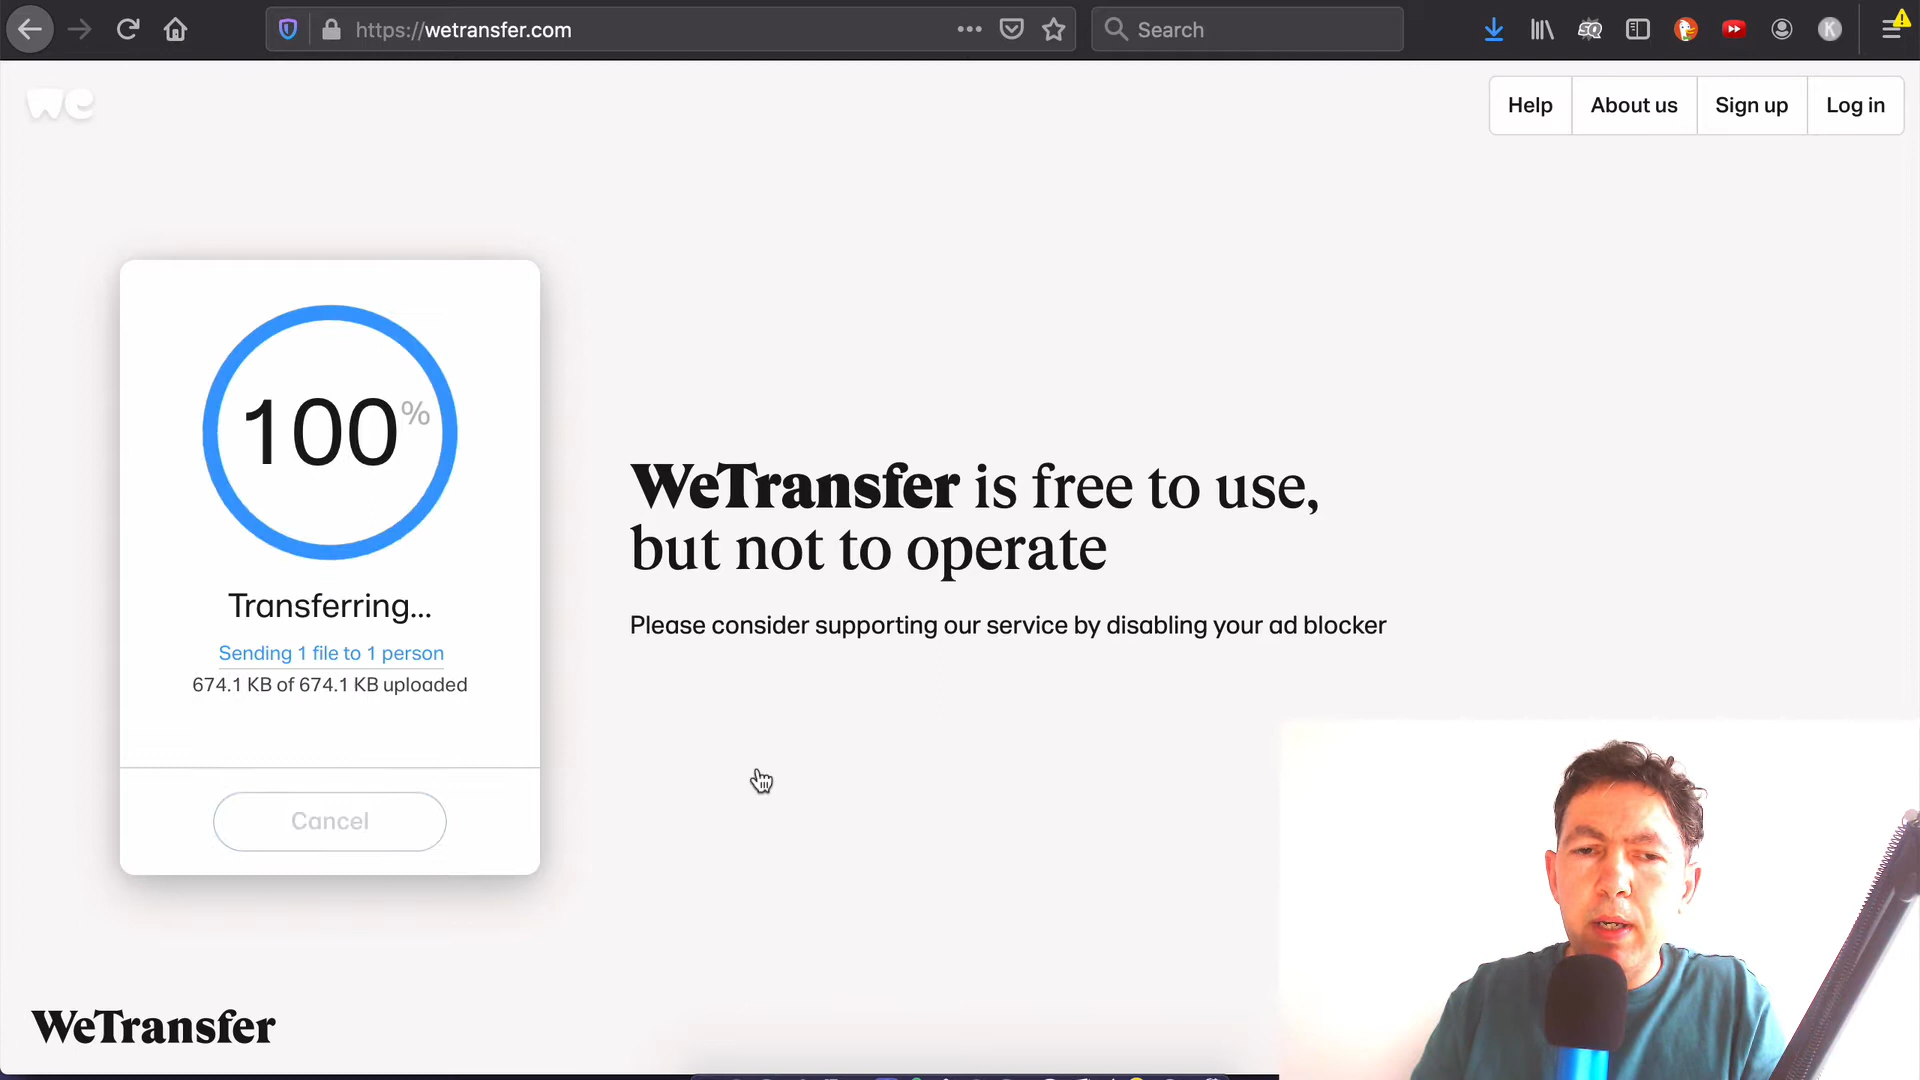 https://wetransfer.com
Search
K
we
Help
About us
Sign up
Log in
100%
Transferring...
Sending 1 file to 1 person
674.1 KB of 674.1 KB uploaded
Cancel
WeTransfer is free to use,
but not to operate
Please consider supporting our service by disabling your ad blocker
WeTransfer